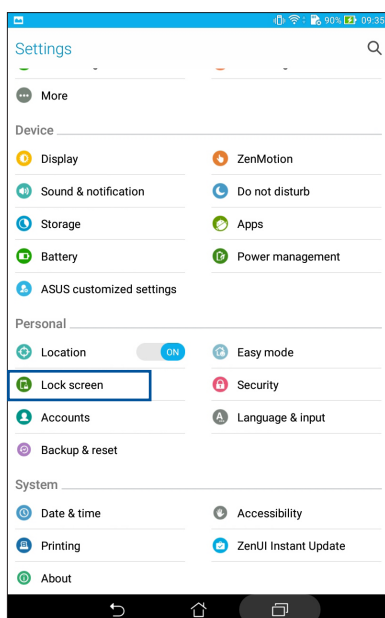 90% 09:35
Settings
More
Device
Display
ZenMotion
Sound & notification
Do not disturb
Storage
Apps
Battery
Power management
ASUS customized settings
Personal
Location ON
Easy mode
Lock screen
Security
Accounts
Language & input
Backup & reset
System
Date & time
Accessibility
Printing
ZenUI Instant Update
About